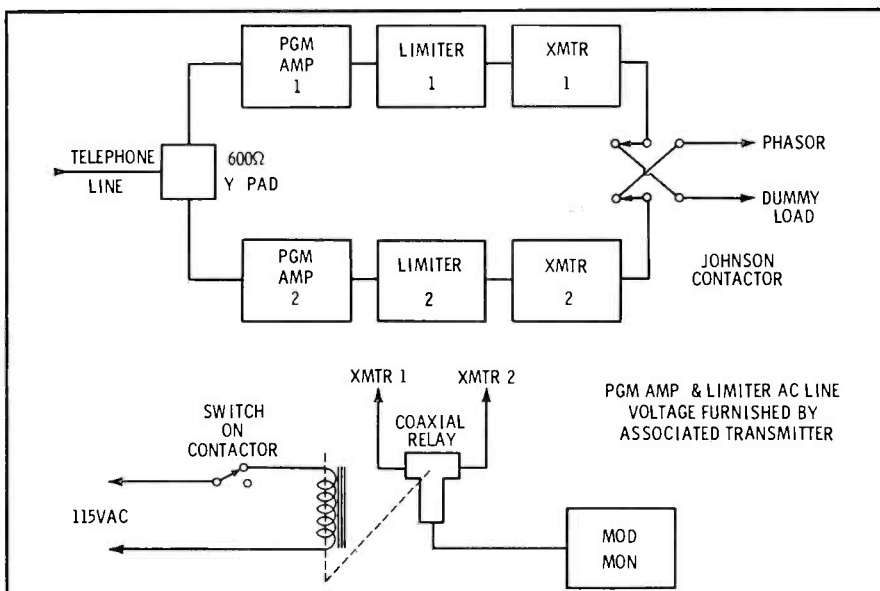 PGM
AMP
1
LIMITER
1
XMTR
1
TELEPHONE
LINE
600Ω
Y PAD
PHASOR
DUMMY
LOAD
JOHNSON
CONTACTOR
PGM
AMP
2
LIMITER
2
XMTR
2
SWITCH
ON
CONTACTOR
115VAC
XMTR 1
XMTR 2
COAXIAL
RELAY
MOD
MON
PGM AMP & LIMITER AC LINE
VOLTAGE FURNISHED BY
ASSOCIATED TRANSMITTER